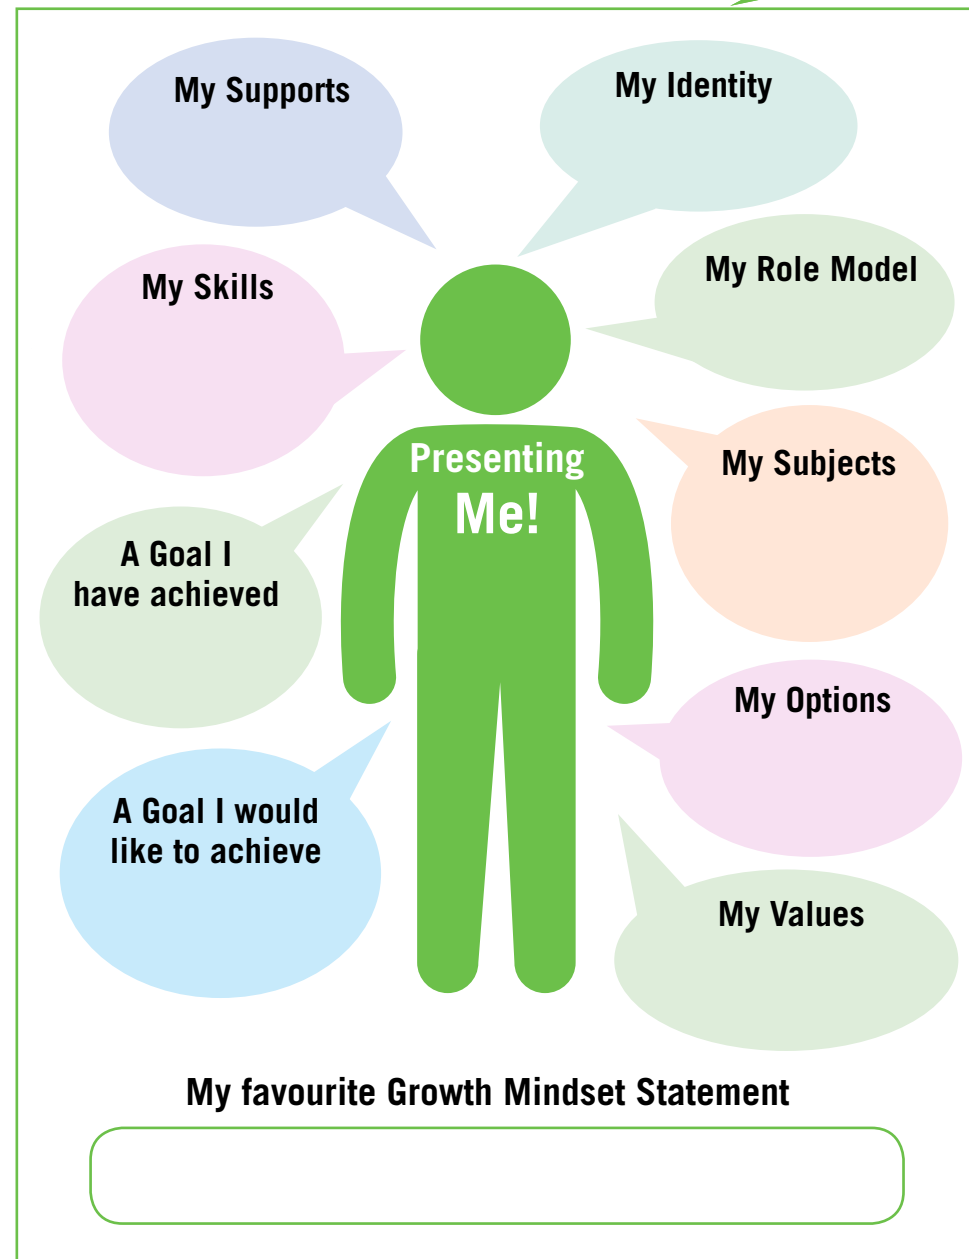 My Supports
My Identity
My Skills
My Role Model
Presenting
Me!
My Subjects
A Goal I
have achieved
My Options
A Goal I would
like to achieve
My Values
My favourite Growth Mindset Statement